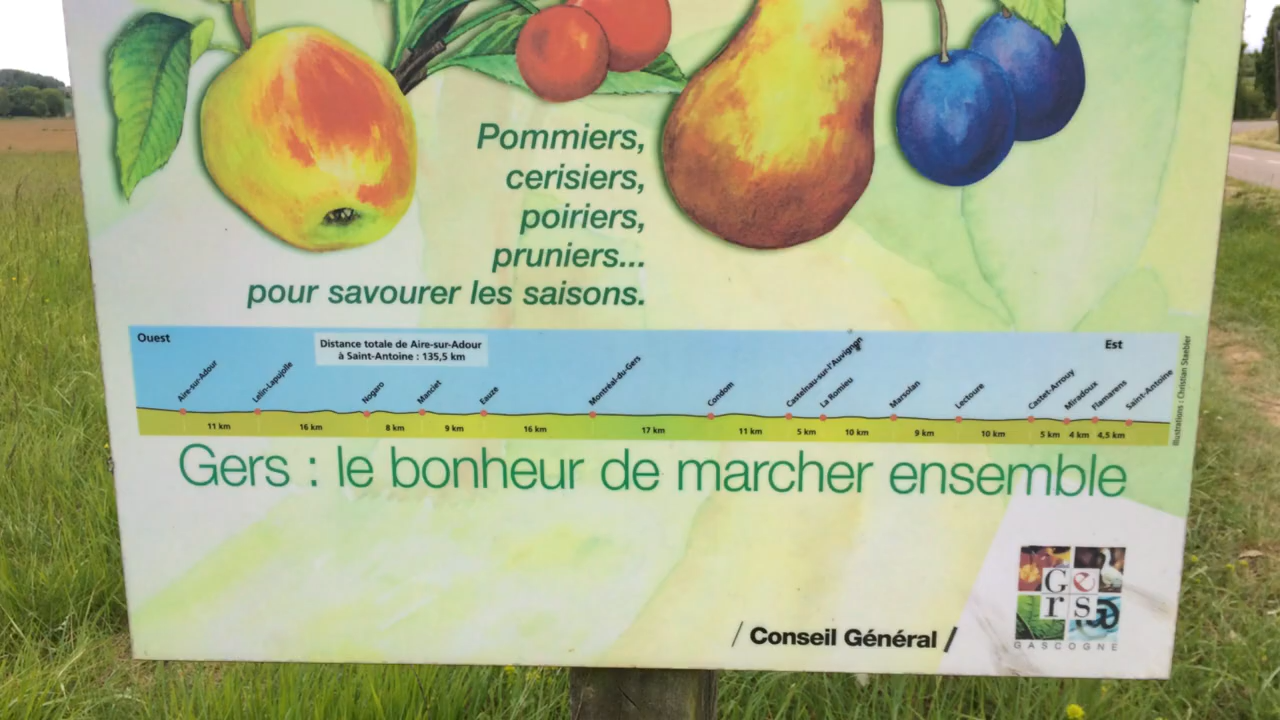 Pommiers,
cerisiers,
poiriers,
pruniers...
pour savourer les saisons.
Ouest
Distance totale de Aire-sur-Adour
à Saint-Antoine : 135,5 km
Est
Aire-sur-Adour
Lelin-Lapujolle
Nogaro
Manciet
Eauze
Montréal-du-Gers
Condom
Castelnau-sur-l'Auvignon
La Romieu
Marsolan
Lectoure
Castet-Arrouy
Miradoux
Flamarens
Saint-Antoine
11 km
16 km
8 km
9 km
16 km
17 km
11 km
5 km
10 km
9 km
10 km
5 km
4 km
4,5 km
Illustrations : Christian Staebler
Gers : le bonheur de marcher ensemble
Gers
GASCOGNE
/ Conseil Général /